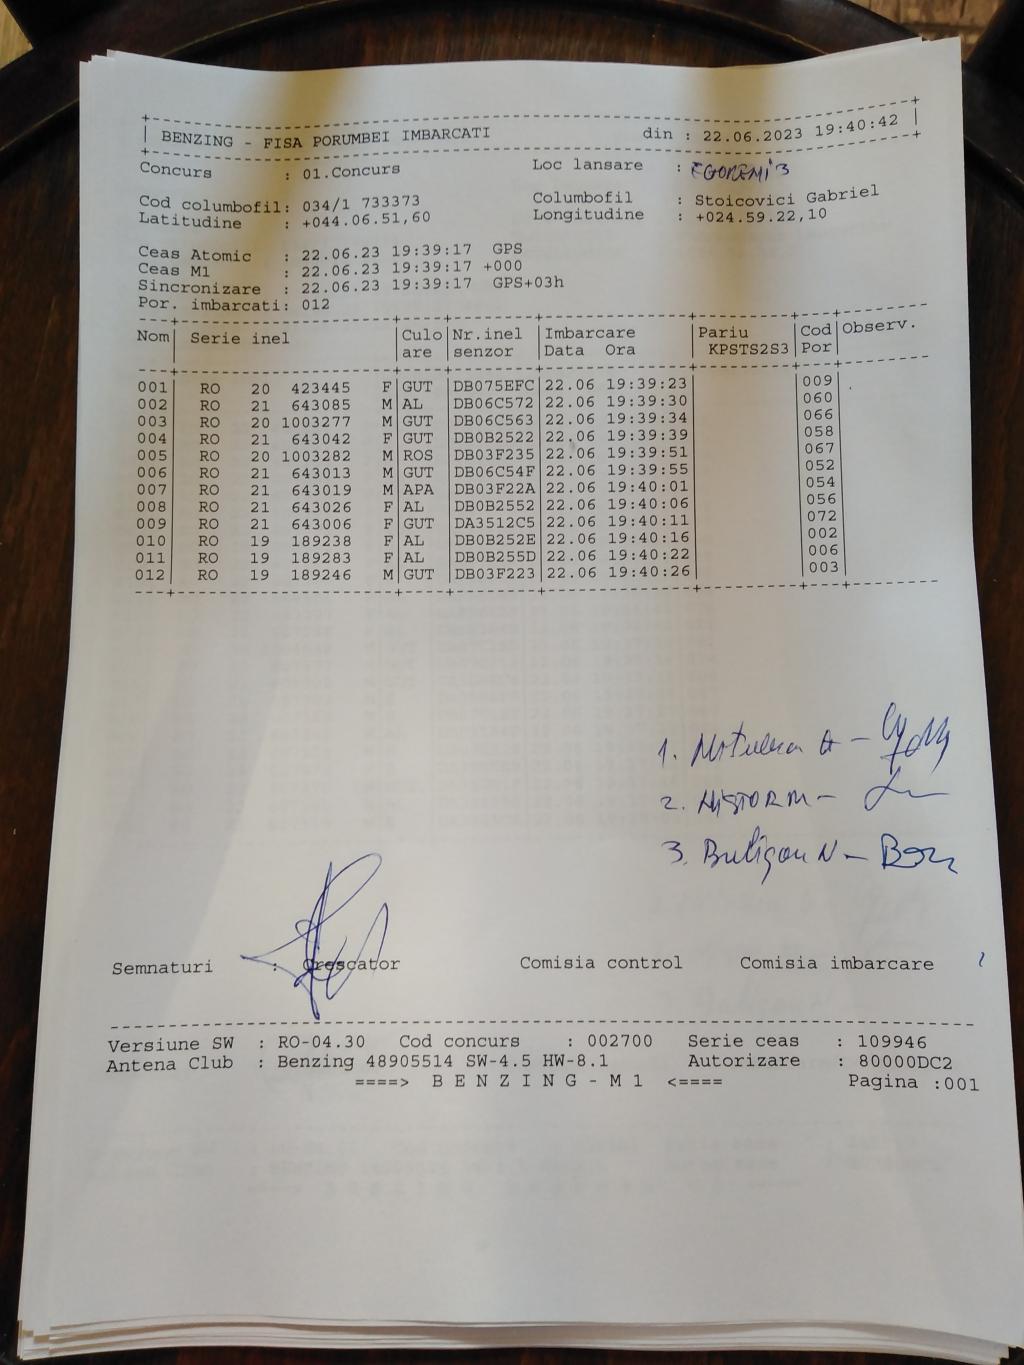 BENZING - FISA PORUMBEI IMBARCATI din : 22.06.2023 19:40:42
Concurs : 01.Concurs Loc lansare :
Cod columbofil: 034/1 733373 Columbofil : Stoicovici Gabriel
Latitudine : +044.06.51,60 Longitudine : +024.59.22,10
Ceas Atomic : 22.06.23 19:39:17 GPS
Ceas M1 : 22.06.23 19:39:17 +000
Sincronizare : 22.06.23 19:39:17 GPS+03h
Por. imbarcati: 012
Nom Serie inel Culo Nr.inel Imbarcare Pariu Cod Observ.
are senzor Data Ora KPSTS2S3 Por
001 RO 20 423445 F GUT DB075EFC 22.06 19:39:23 009
002 RO 21 643085 M AL DB06C572 22.06 19:39:30 060
003 RO 20 1003277 M GUT DB06C563 22.06 19:39:34 066
004 RO 21 643042 F GUT DB0B2522 22.06 19:39:39 058
005 RO 20 1003282 M ROS DB03F235 22.06 19:39:51 067
006 RO 21 643013 M GUT DB06C54F 22.06 19:39:55 052
007 RO 21 643019 M APA DB03F22A 22.06 19:40:01 054
008 RO 21 643026 F AL DB0B2552 22.06 19:40:06 056
009 RO 21 643006 F GUT DA3512C5 22.06 19:40:11 072
010 RO 19 189238 F AL DB0B252E 22.06 19:40:16 002
011 RO 19 189283 F AL DB0B255D 22.06 19:40:22 006
012 RO 19 189246 M GUT DB03F223 22.06 19:40:26 003
1.
2.
3.
Semnaturi : Crescator Comisia control Comisia imbarcare
Versiune SW : RO-04.30 Cod concurs : 002700 Serie ceas : 109946
Antena Club : Benzing 48905514 SW-4.5 HW-8.1 Autorizare : 80000DC2
====> B E N Z I N G - M 1 <==== Pagina :001